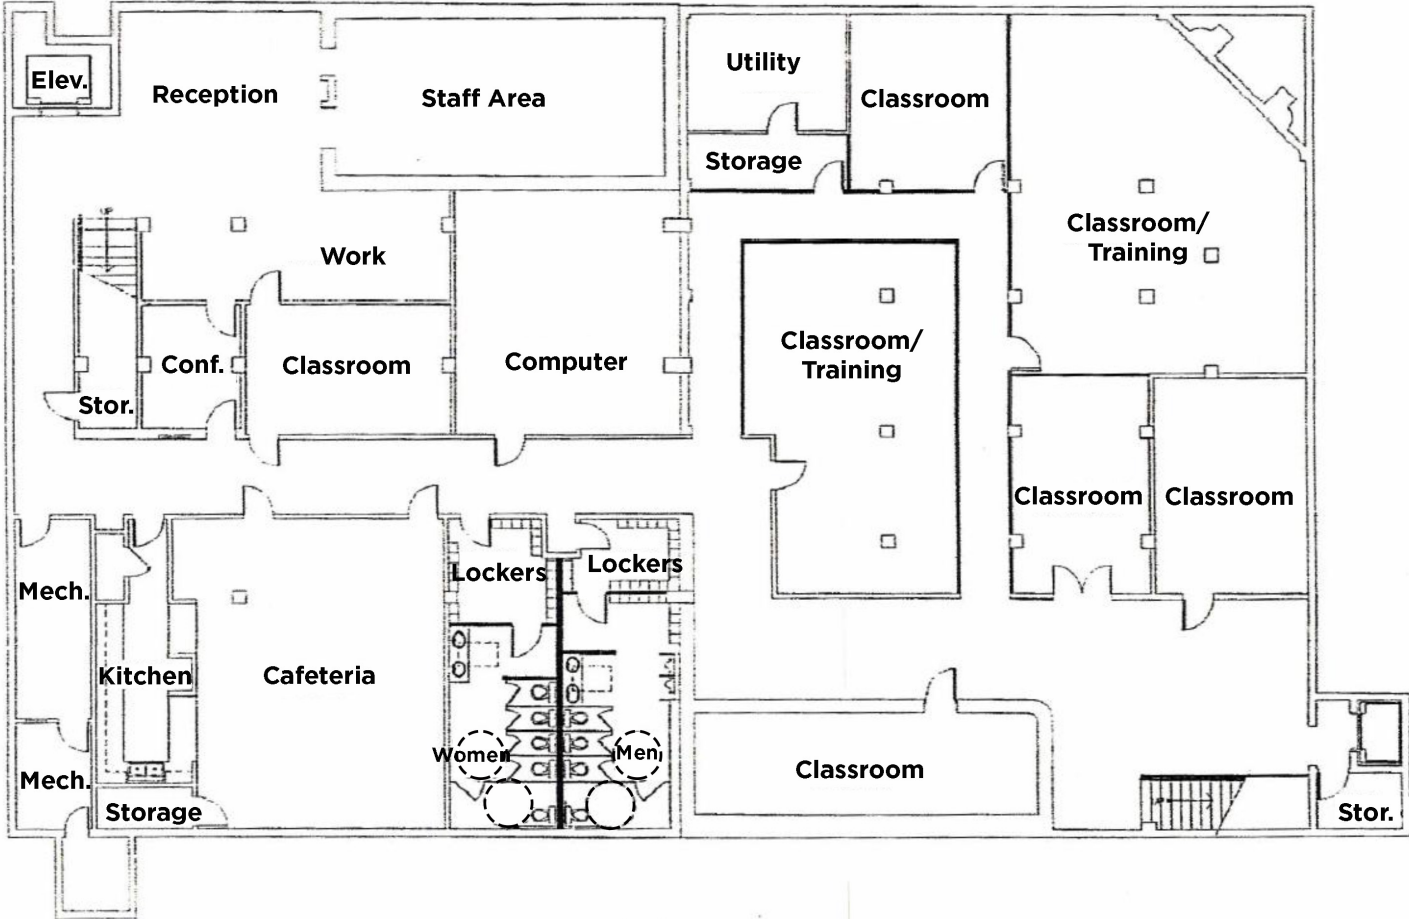 Elev.
Reception
Staff Area
Utility
Classroom
Storage
Classroom/
Training
UP
Work
Classroom/
Training
Conf.
Classroom
Computer
Stor.
Classroom
Classroom
Mech.
Lockers
Lockers
Kitchen
Cafeteria
Women
Men
Classroom
Mech.
Storage
Stor.